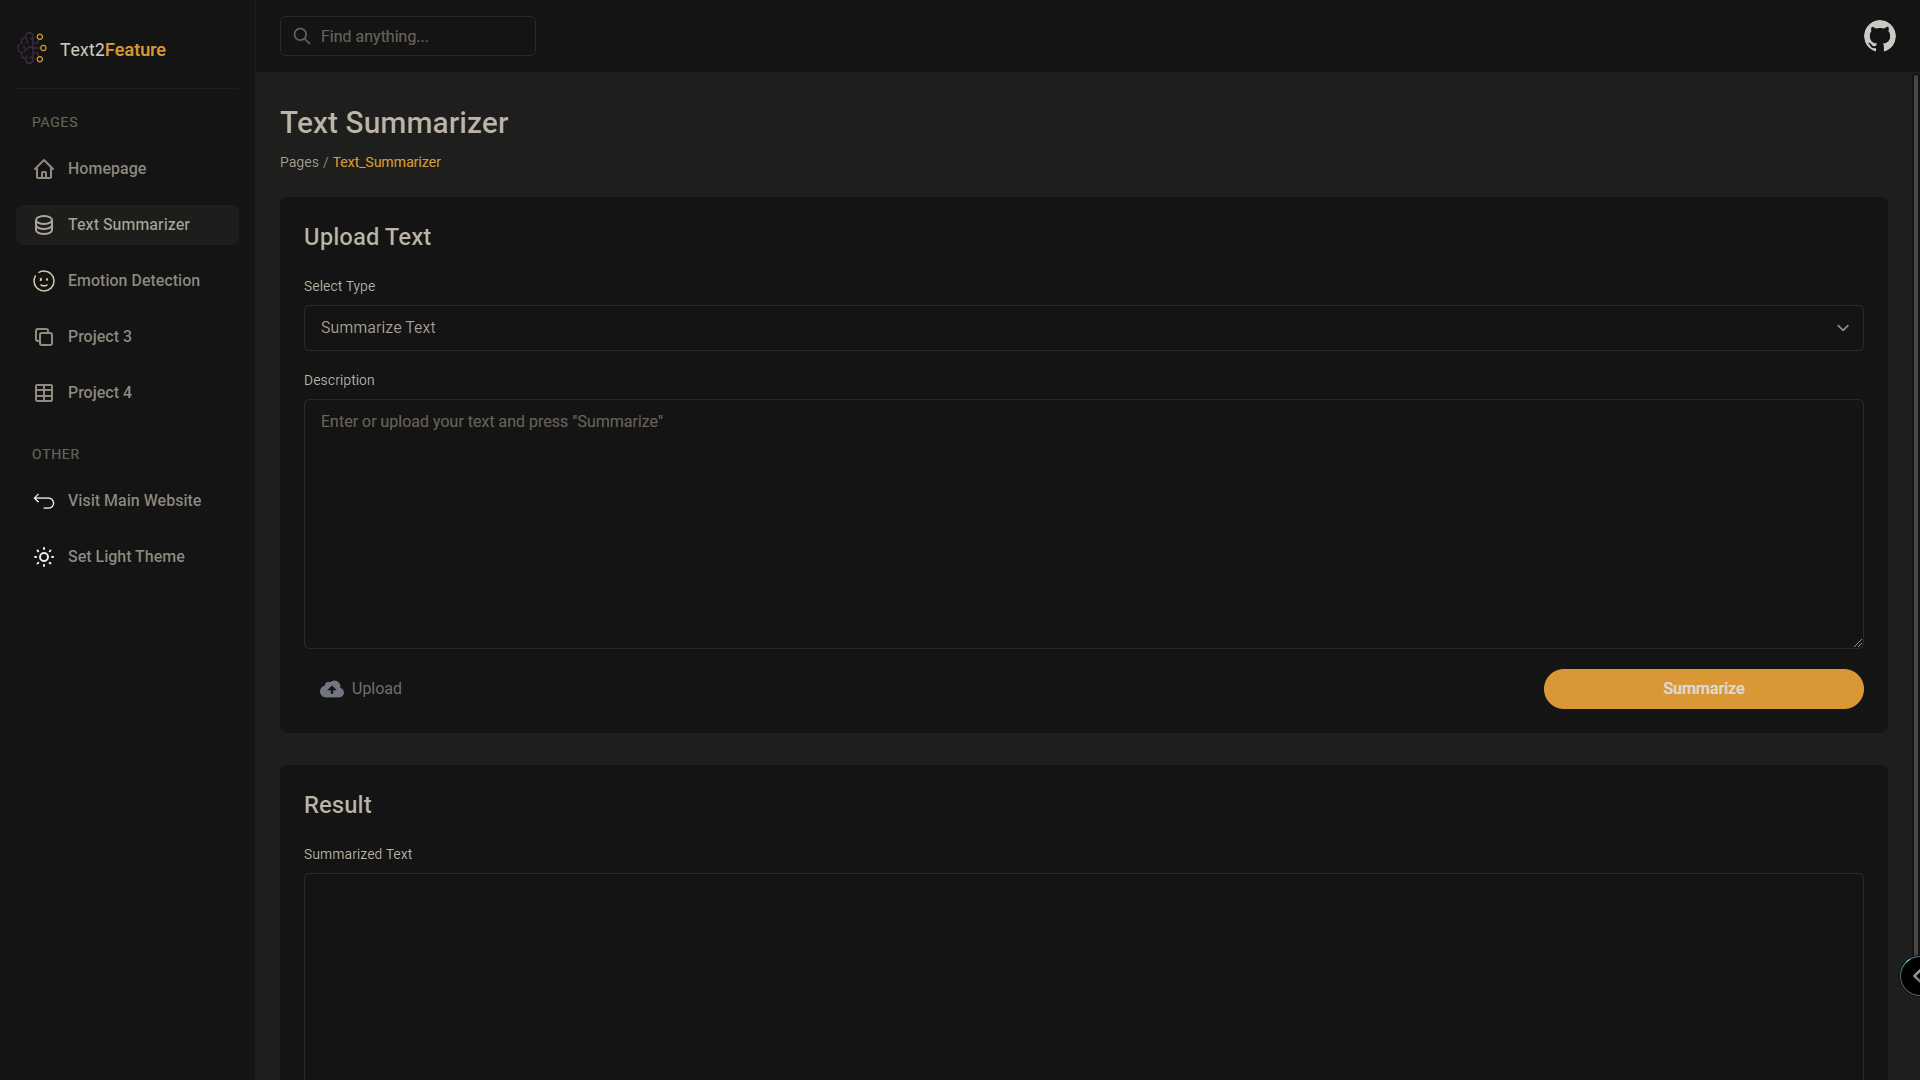 Text2Feature
PAGES
Homepage
Text Summarizer
Emotion Detection
Project 3
Project 4
OTHER
Visit Main Website
Set Light Theme
Find anything...
Text Summarizer
Pages / Text_Summarizer
Upload Text
Select Type
Summarize Text
Description
Enter or upload your text and press "Summarize"
Upload
Summarize
Result
Summarized Text